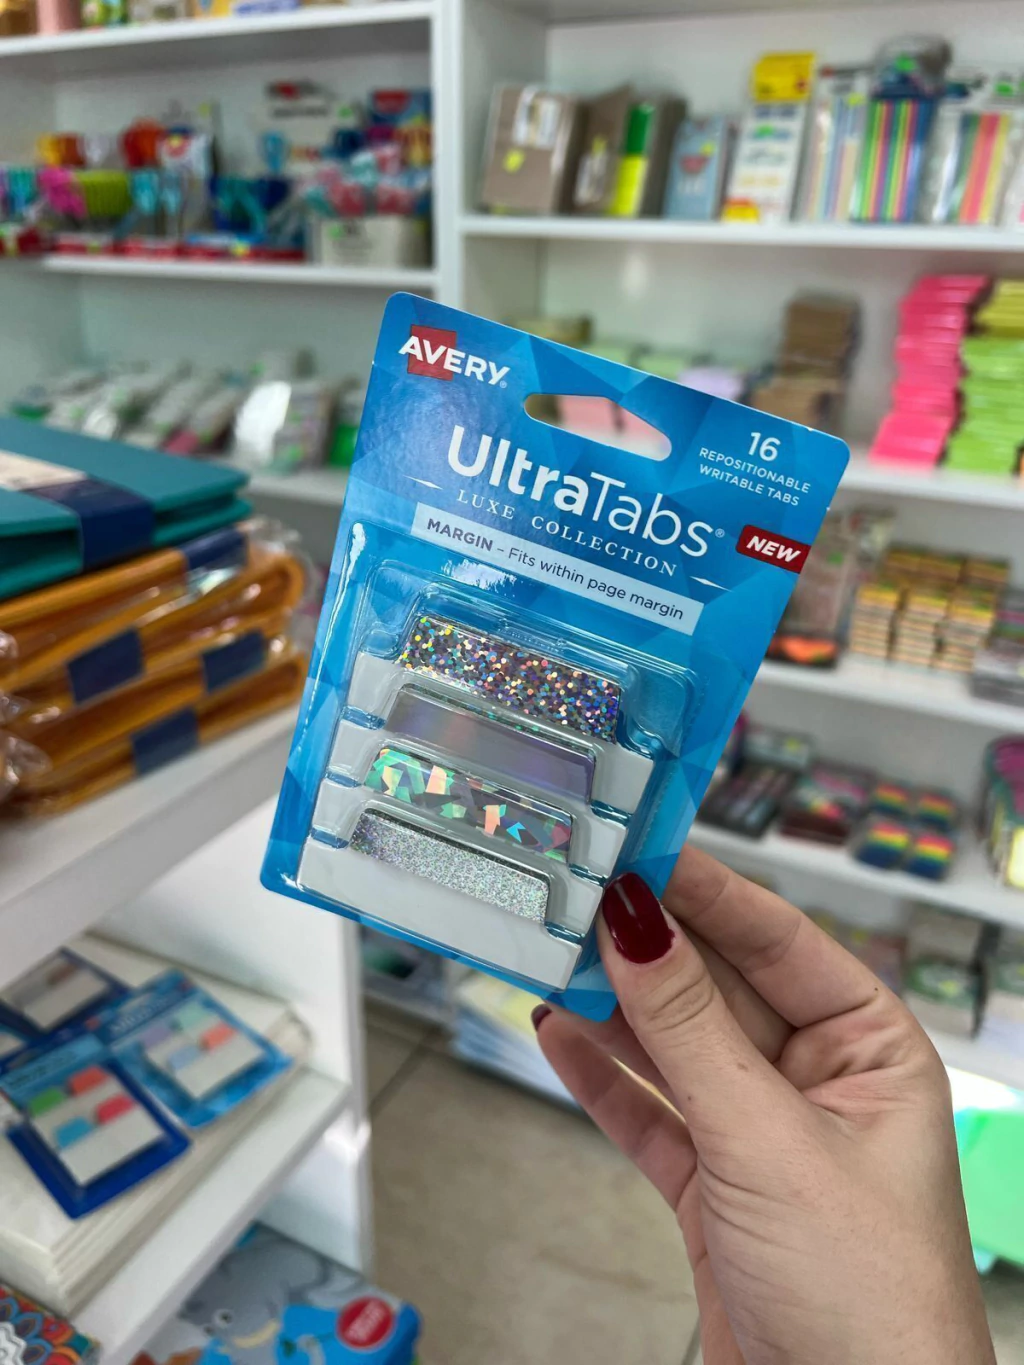 AVERY®
16
REPOSITIONABLE
WRITABLE TABS
UltraTabs®
LUXE COLLECTION
NEW
MARGIN – Fits within page margin